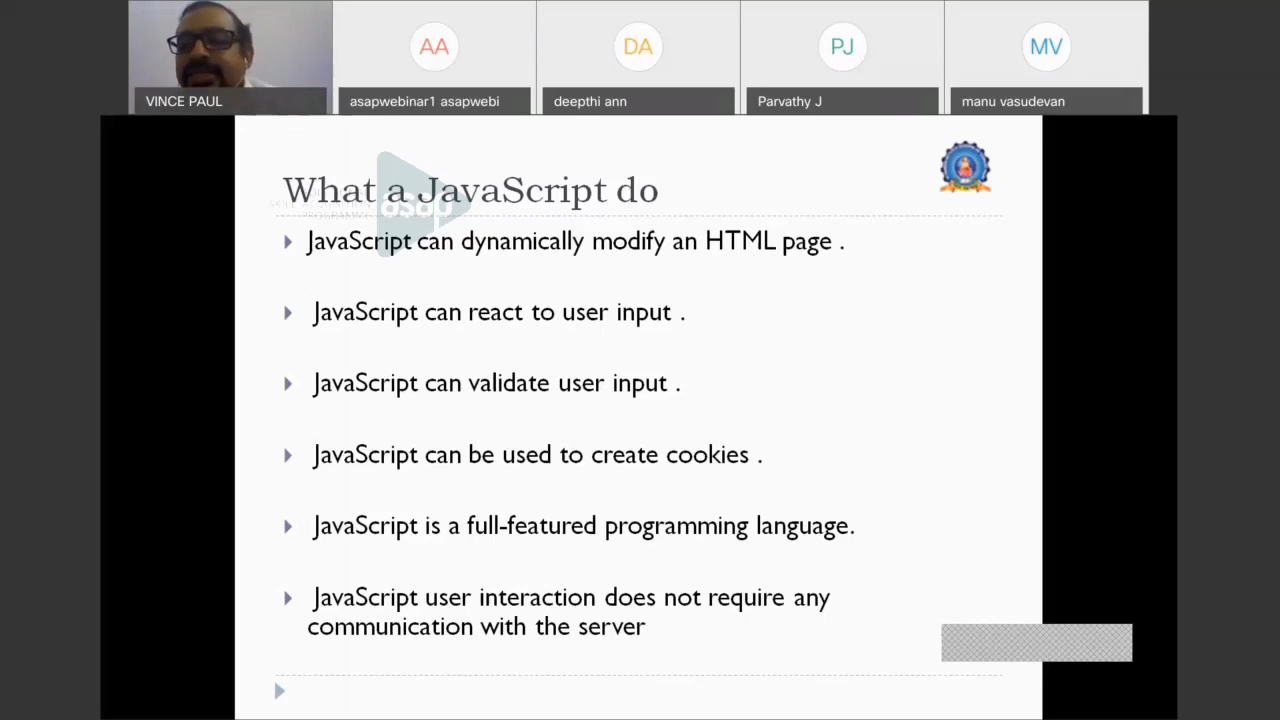 AA
DA
PJ
MV
VINCE PAUL
asapwebinar1 asapwebi
deepthi ann
Parvathy J
manu vasudevan
What a JavaScript do
asap
JavaScript can dynamically modify an HTML page .
JavaScript can react to user input .
JavaScript can validate user input .
JavaScript can be used to create cookies .
JavaScript is a full-featured programming language.
JavaScript user interaction does not require any
communication with the server